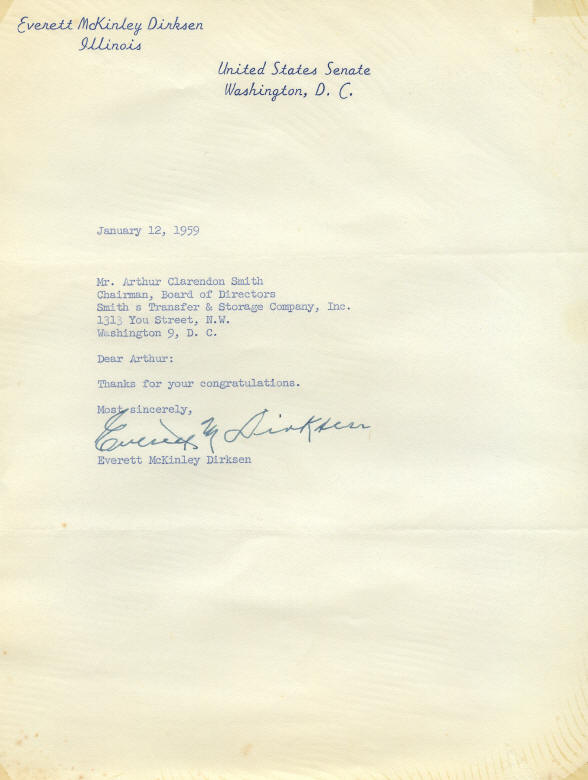 Everett McKinley Dirksen
Illinois
United States Senate
Washington, D. C.
January 12, 1959
Mr. Arthur Clarendon Smith
Chairman, Board of Directors
Smith s Transfer & Storage Company, Inc.
1313 You Street, N.W.
Washington 9, D. C.
Dear Arthur:
Thanks for your congratulations.
Most sincerely,
Everett M Dirksen
Everett McKinley Dirksen